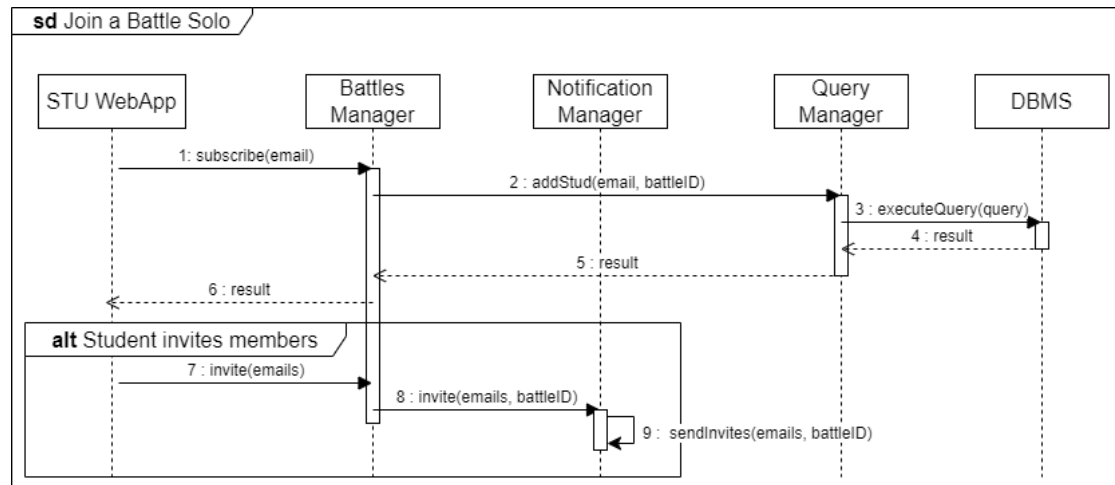 sd Join a Battle Solo
STU WebApp
Battles
Manager
Notification
Manager
Query
Manager
DBMS
1: subscribe(email)
2 : addStud(email, battleID)
3 : executeQuery(query)
4 : result
5 : result
6 : result
alt Student invites members
7 : invite(emails)
8 : invite(emails, battleID)
9 : sendInvites(emails, battleID)